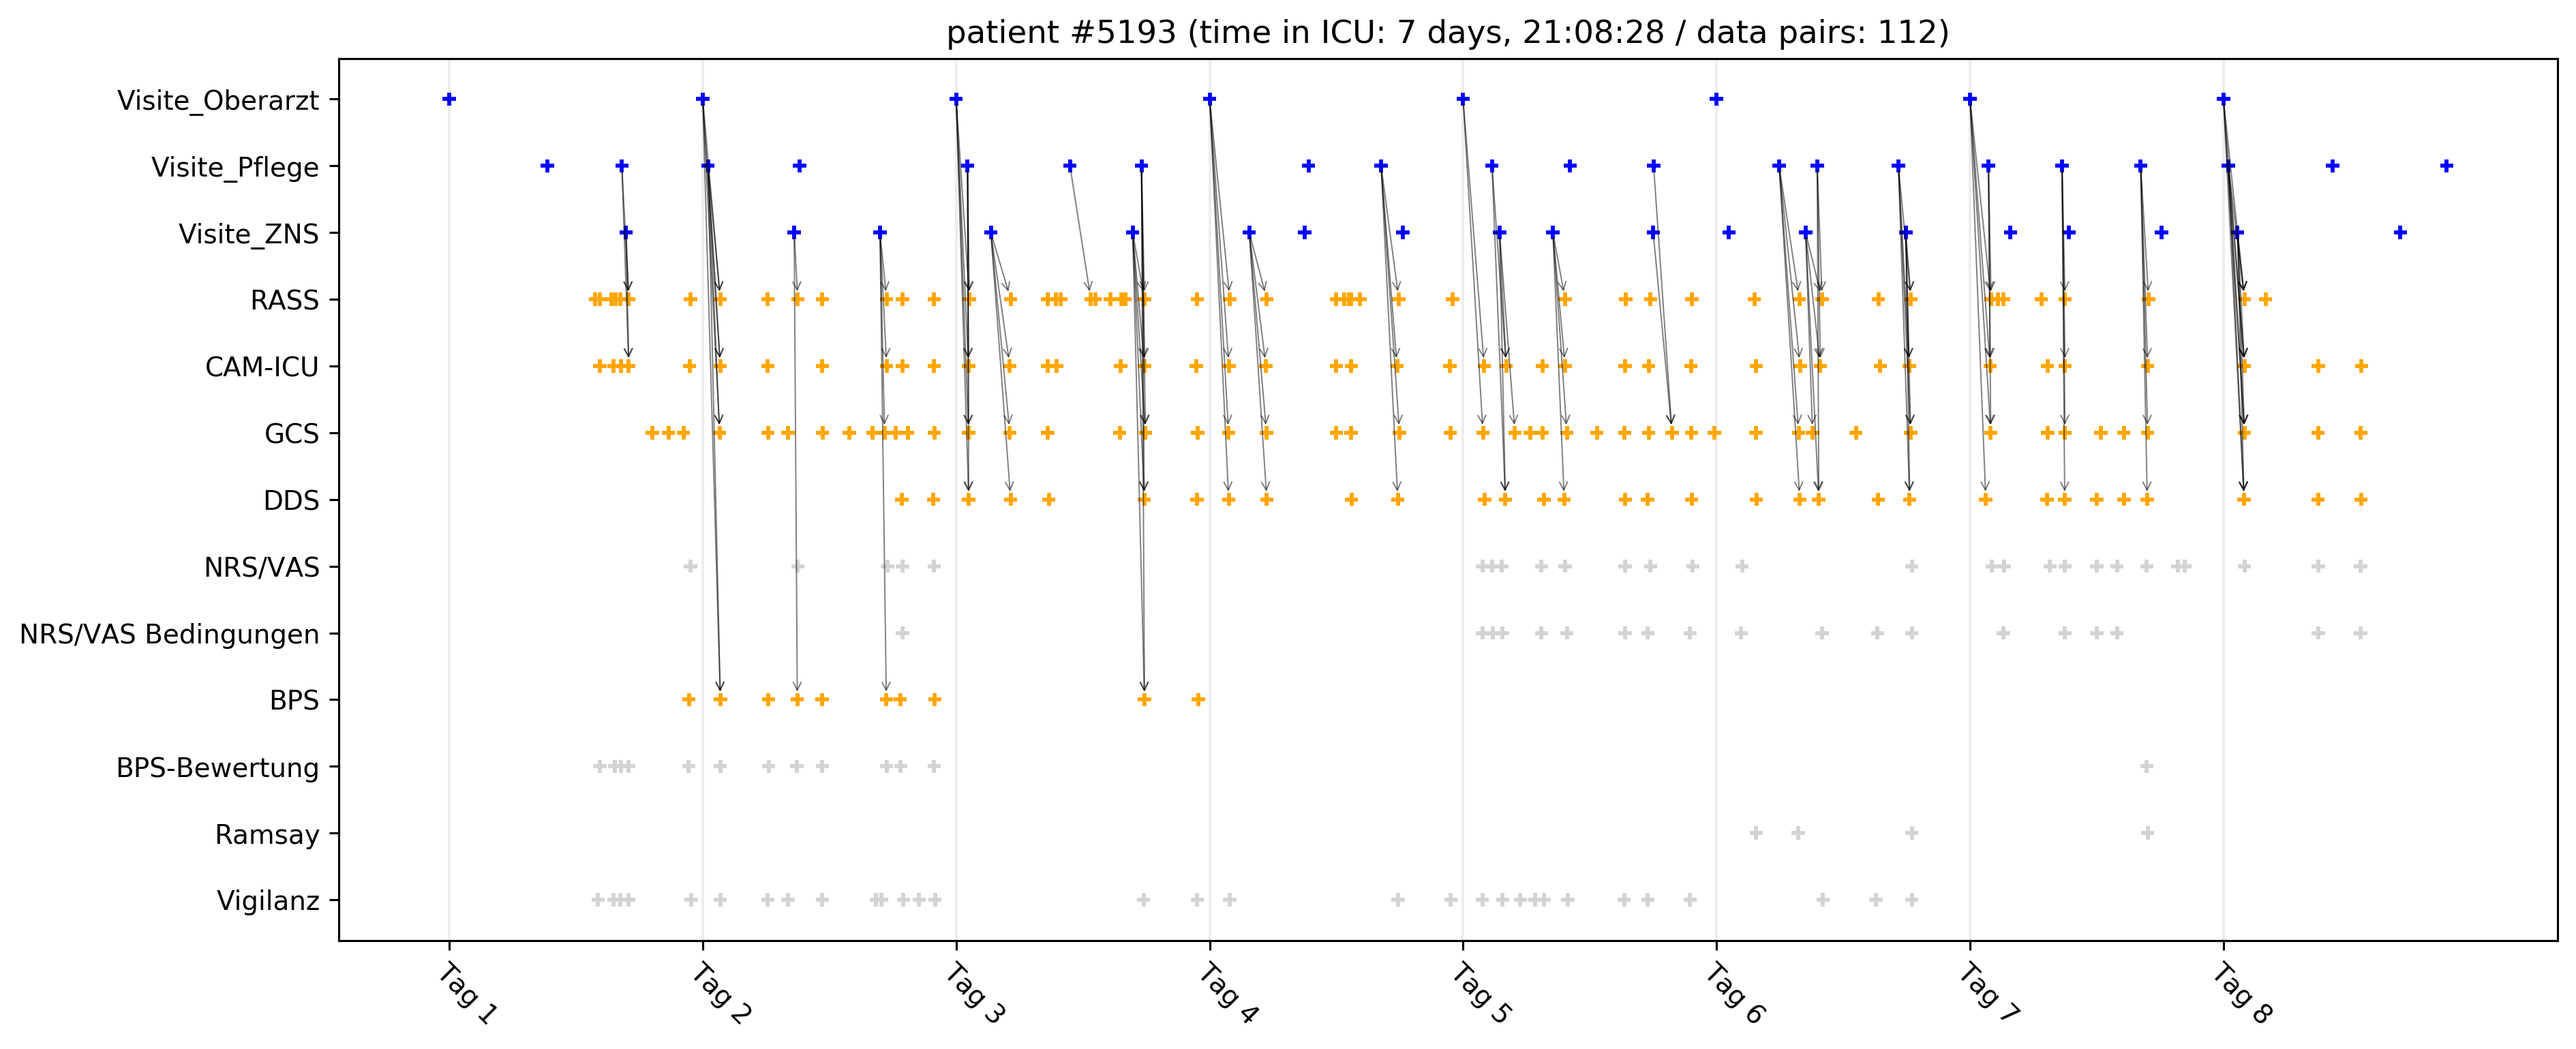 patient #5193 (time in ICU: 7 days, 21:08:28 / data pairs: 112)
Visite_Oberarzt
Visite_Pflege
Visite_ZNS
RASS
CAM-ICU
GCS
DDS
NRS/VAS
NRS/VAS Bedingungen
BPS
BPS-Bewertung
Ramsay
Vigilanz
Tag 1
Tag 2
Tag 3
Tag 4
Tag 5
Tag 6
Tag 7
Tag 8